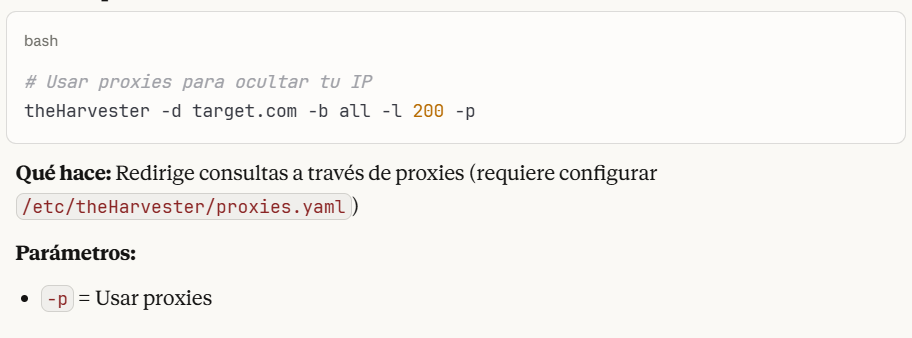 bash
# Usar proxies para ocultar tu IP
theHarvester -d target.com -b all -l 200 -p
Qué hace: Redirige consultas a través de proxies (requiere configurar
/etc/theHarvester/proxies.yaml)
Parámetros:
• -p = Usar proxies